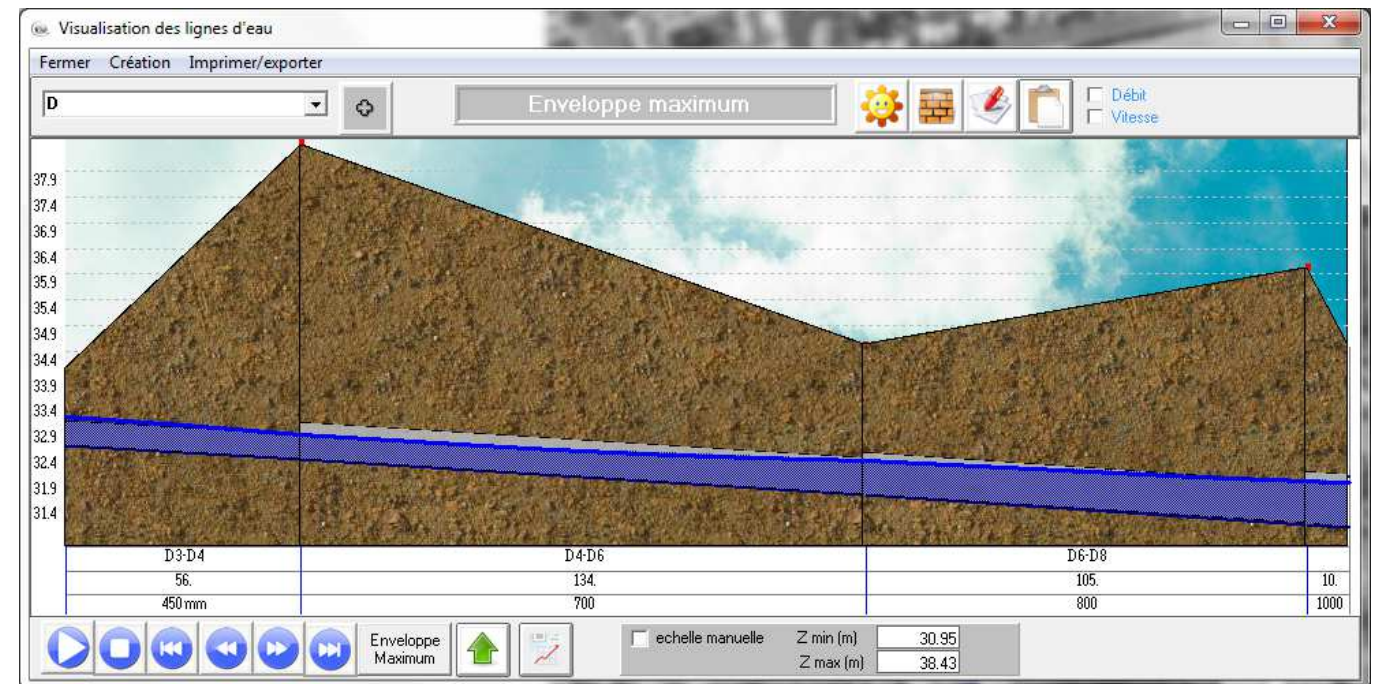 Visualisation des lignes d'eau
Fermer Création Imprimer/exporter
D
Enveloppe maximum
Débit
Vitesse
37.9
37.4
36.9
36.4
35.9
35.4
34.9
34.4
33.9
33.4
32.9
32.4
31.9
31.4
D3-D4 D4-D6 D6-D8
56. 134. 105. 10.
450 mm 700 800 1000
Enveloppe
Maximum
echelle manuelle Z min (m) 30.95
Z max (m) 38.43